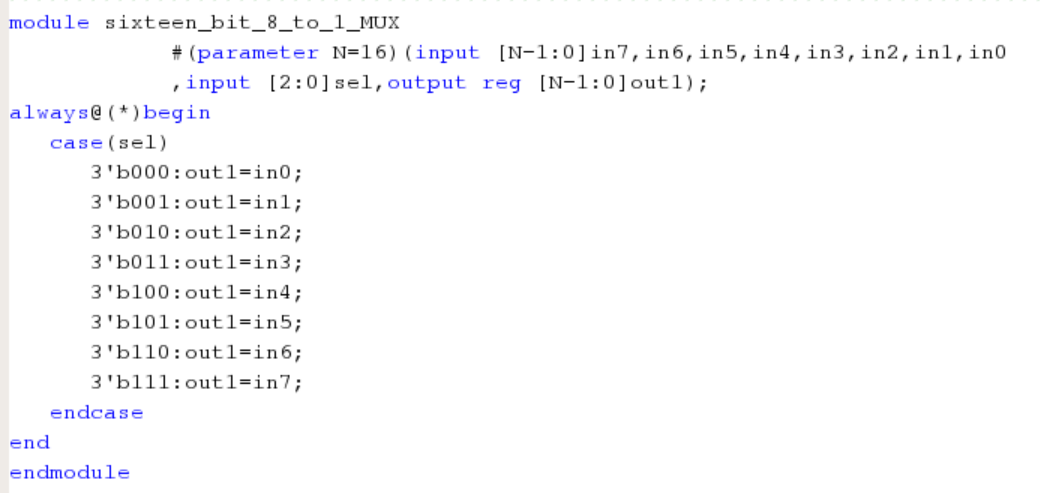 module sixteen_bit_8_to_1_MUX
#(parameter N=16)(input [N-1:0]in7,in6,in5,in4,in3,in2,in1,in0
,input [2:0]sel,output reg [N-1:0]out1);
always@(*)begin
case(sel)
3'b000:out1=in0;
3'b001:out1=in1;
3'b010:out1=in2;
3'b011:out1=in3;
3'b100:out1=in4;
3'b101:out1=in5;
3'b110:out1=in6;
3'b111:out1=in7;
endcase
end
endmodule